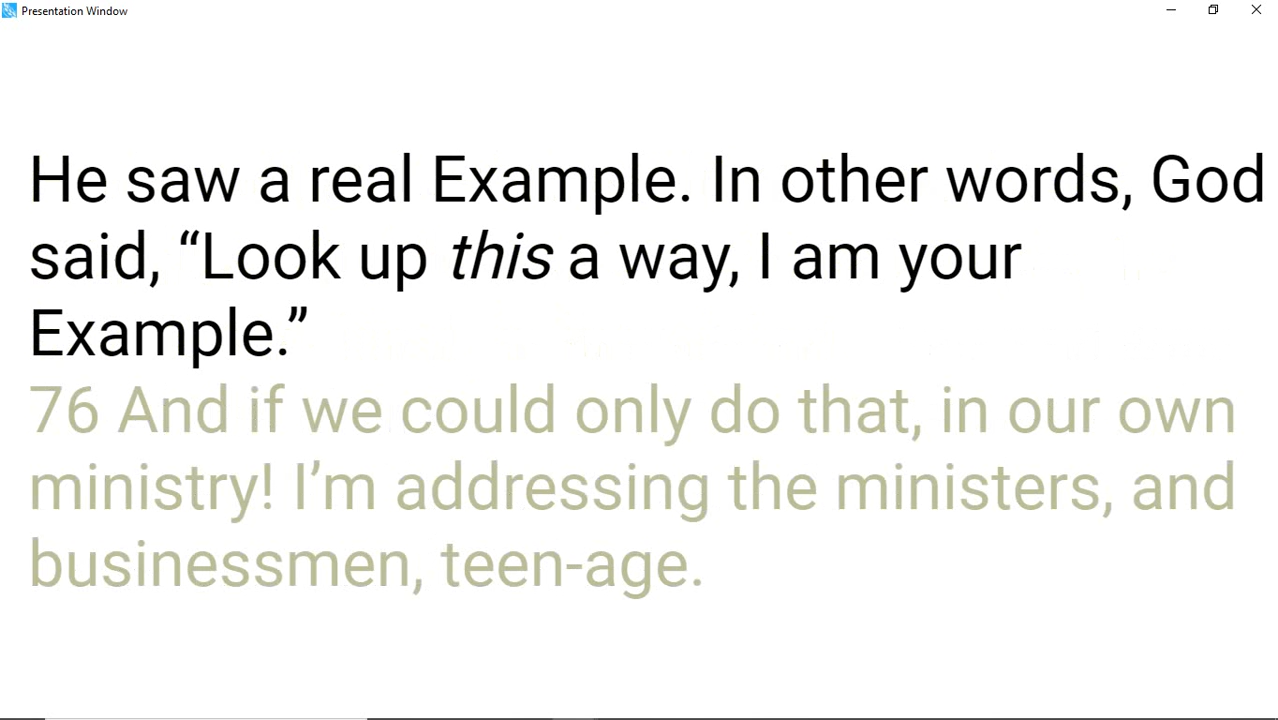 Presentation Window
He saw a real Example. In other words, God
said, “Look up this a way, I am your
Example.”
76 And if we could only do that, in our own
ministry! I’m addressing the ministers, and
businessmen, teen-age.